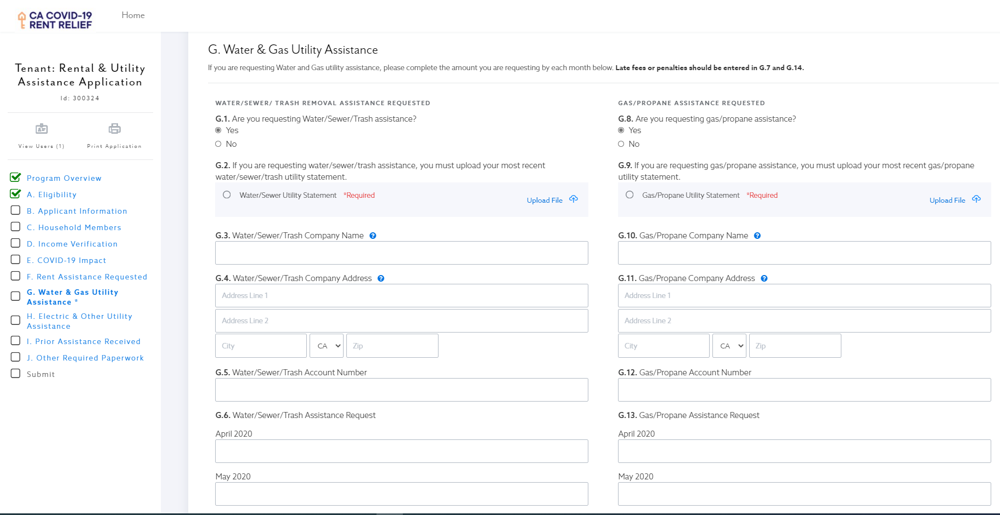 CA COVID-19
RENT RELIEF
Home
Tenant: Rental & Utility
Assistance Application
Id: 300324
View Users (1)
Print Application
Program Overview
A. Eligibility
B. Applicant Information
C. Household Members
D. Income Verification
E. COVID-19 Impact
F. Rent Assistance Requested
G. Water & Gas Utility
Assistance *
H. Electric & Other Utility
Assistance
I. Prior Assistance Received
J. Other Required Paperwork
Submit
G. Water & Gas Utility Assistance
If you are requesting Water and Gas utility assistance, please complete the amount you are requesting by each month below. Late fees or penalties should be entered in G.7 and G.14.
WATER/SEWER/ TRASH REMOVAL ASSISTANCE REQUESTED
G.1. Are you requesting Water/Sewer/Trash assistance?
Yes
No
G.2. If you are requesting water/sewer/trash assistance, you must upload your most recent
water/sewer/trash utility statement.
Water/Sewer Utility Statement *Required
Upload File
G.3. Water/Sewer/Trash Company Name
G.4. Water/Sewer/Trash Company Address
Address Line 1
Address Line 2
City
CA
Zip
G.5. Water/Sewer/Trash Account Number
G.6. Water/Sewer/Trash Assistance Request
April 2020
May 2020
GAS/PROPANE ASSISTANCE REQUESTED
G.8. Are you requesting gas/propane assistance?
Yes
No
G.9. If you are requesting gas/propane assistance, you must upload your most recent gas/propane
utility statement.
Gas/Propane Utility Statement *Required
Upload File
G.10. Gas/Propane Company Name
G.11. Gas/Propane Company Address
Address Line 1
Address Line 2
City
CA
Zip
G.12. Gas/Propane Account Number
G.13. Gas/Propane Assistance Request
April 2020
May 2020